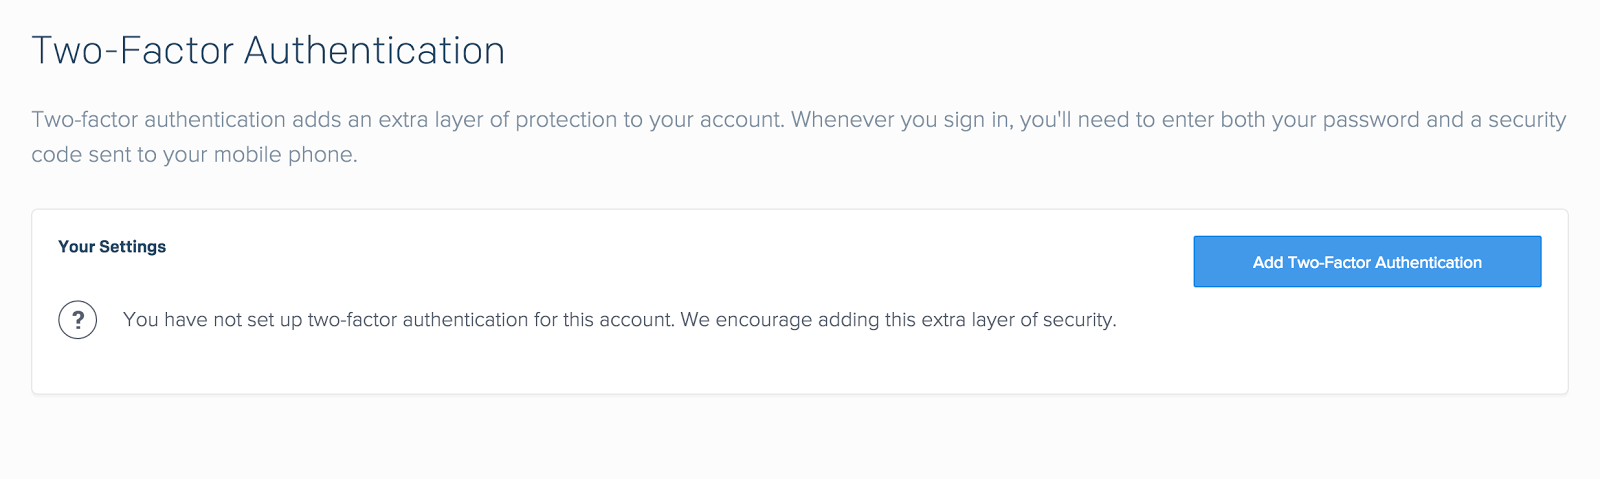 Two-Factor Authentication
Two-factor authentication adds an extra layer of protection to your account. Whenever you sign in, you'll need to enter both your password and a security
code sent to your mobile phone.
Your Settings
Add Two-Factor Authentication
?
You have not set up two-factor authentication for this account. We encourage adding this extra layer of security.